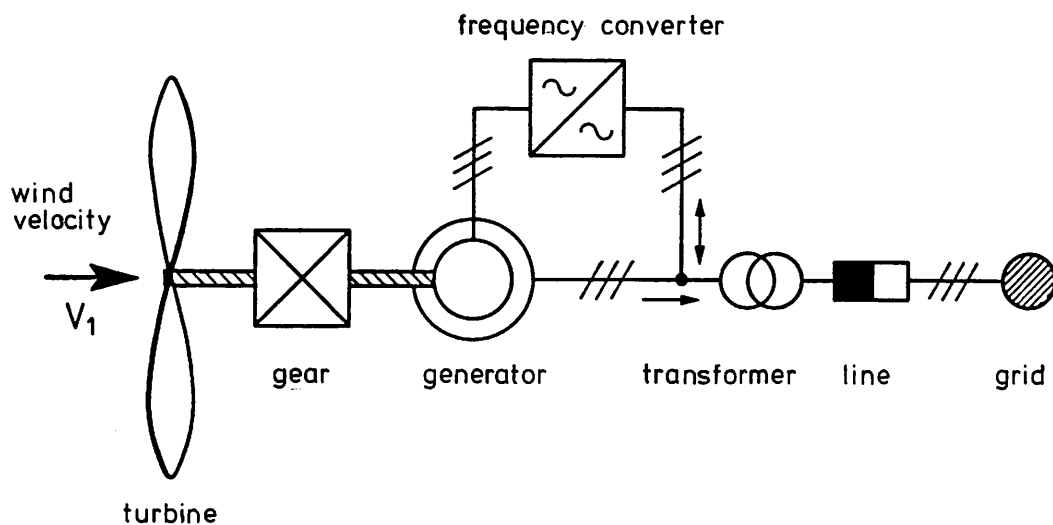 frequency converter
wind
velocity
V₁
gear
generator
transformer
line
grid
turbine